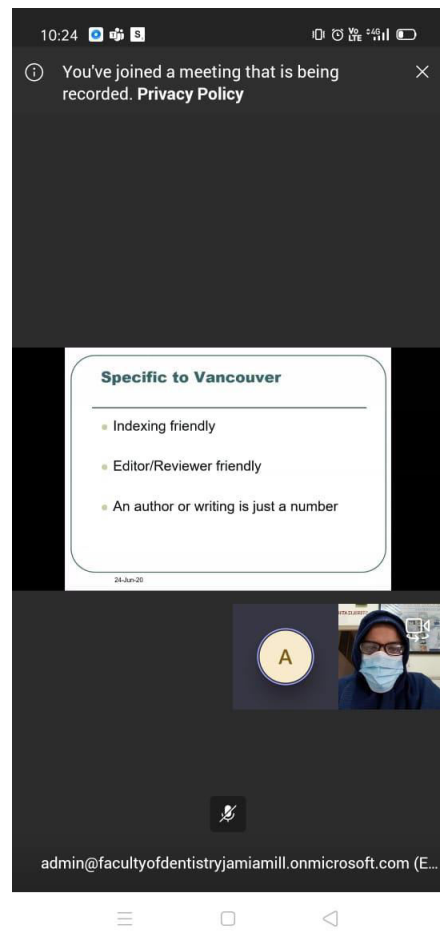 10:24
You've joined a meeting that is being
recorded. Privacy Policy
Specific to Vancouver
Indexing friendly
Editor/Reviewer friendly
An author or writing is just a number
24-Jun-20
A
admin@facultyofdentistryjamiamill.onmicrosoft.com (E...